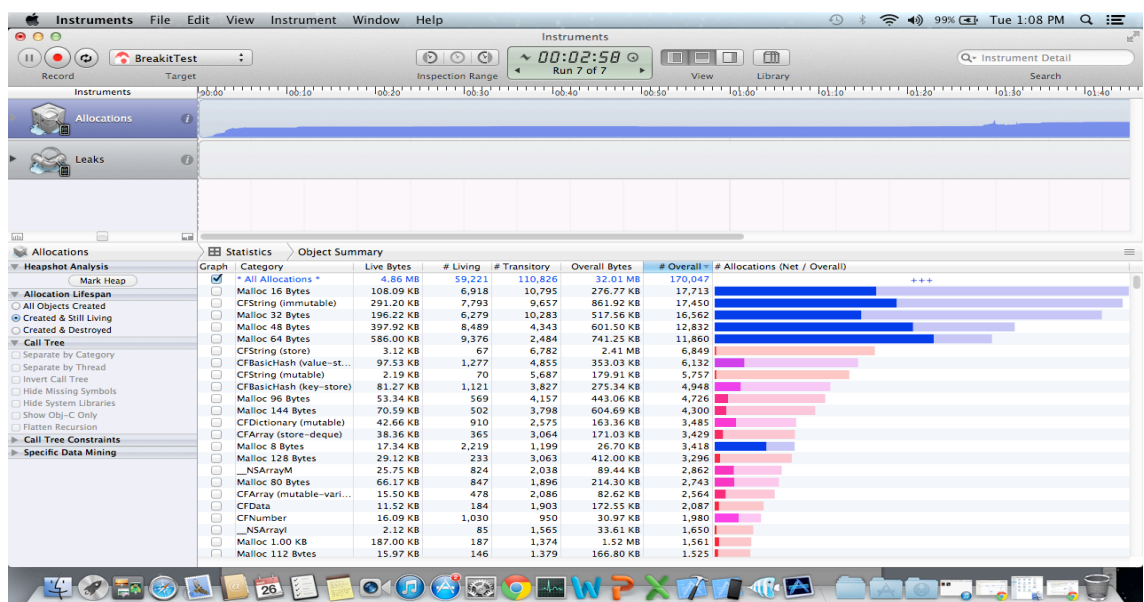 Instruments File Edit View Instrument Window Help 99% Tue 1:08 PM
Instruments
BreakitTest 00:02:58
Run 7 of 7 Instrument Detail
Record Target Inspection Range View Library Search
Instruments 00:00 00:10 00:20 00:30 00:40 00:50 01:00 01:10 01:20 01:30 01:40
Allocations
Leaks
Allocations Statistics Object Summary
Heapshot Analysis
Mark Heap
Allocation Lifespan
All Objects Created
Created & Still Living
Created & Destroyed
Call Tree
Separate by Category
Separate by Thread
Invert Call Tree
Hide Missing Symbols
Hide System Libraries
Show Obj-C Only
Flatten Recursion
Call Tree Constraints
Specific Data Mining
Graph Category Live Bytes # Living # Transitory Overall Bytes # Overall # Allocations (Net / Overall)
* All Allocations * 4.86 MB 59,221 110,826 32.01 MB 170,047 +++
Malloc 16 Bytes 108.09 KB 6,918 10,795 276.77 KB 17,713
CFString (immutable) 291.20 KB 7,793 9,657 861.92 KB 17,450
Malloc 32 Bytes 196.22 KB 6,279 10,283 517.56 KB 16,562
Malloc 48 Bytes 397.92 KB 8,489 4,343 601.50 KB 12,832
Malloc 64 Bytes 586.00 KB 9,376 2,484 741.25 KB 11,860
CFString (store) 3.12 KB 67 6,782 2.41 MB 6,849
CFBasicHash (value-st... 97.53 KB 1,277 4,855 353.03 KB 6,132
CFString (mutable) 2.19 KB 70 5,687 179.91 KB 5,757
CFBasicHash (key-store) 81.27 KB 1,121 3,827 275.34 KB 4,948
Malloc 96 Bytes 53.34 KB 569 4,157 443.06 KB 4,726
Malloc 144 Bytes 70.59 KB 502 3,798 604.69 KB 4,300
CFDictionary (mutable) 42.66 KB 910 2,575 163.36 KB 3,485
CFArray (store-deque) 38.36 KB 365 3,064 171.03 KB 3,429
Malloc 8 Bytes 17.34 KB 2,219 1,199 26.70 KB 3,418
Malloc 128 Bytes 29.12 KB 233 3,063 412.00 KB 3,296
__NSArrayM 25.75 KB 824 2,038 89.44 KB 2,862
Malloc 80 Bytes 66.17 KB 847 1,896 214.30 KB 2,743
CFArray (mutable-vari... 15.50 KB 478 2,086 82.62 KB 2,564
CFData 11.52 KB 184 1,903 172.55 KB 2,087
CFNumber 16.09 KB 1,030 950 30.97 KB 1,980
__NSArrayI 2.12 KB 85 1,565 33.61 KB 1,650
Malloc 1.00 KB 187.00 KB 187 1,374 1.52 MB 1,561
Malloc 112 Bytes 15.97 KB 146 1,379 166.80 KB 1,525
26